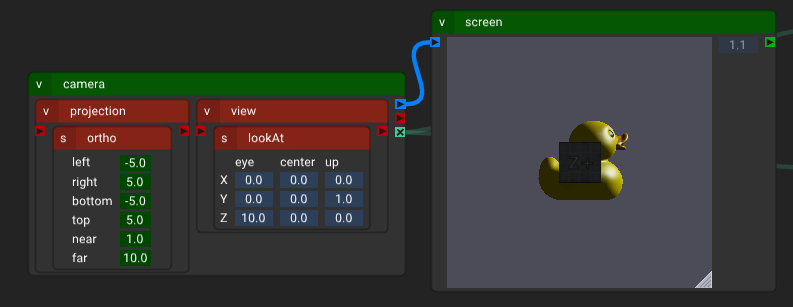 v screen
1.1
v camera
v projection
v view
s ortho
s lookAt
left -5.0
right 5.0
bottom -5.0
top 5.0
near 1.0
far 10.0
eye center up
X 0.0 0.0 0.0
Y 0.0 0.0 1.0
Z 10.0 0.0 0.0
Z+